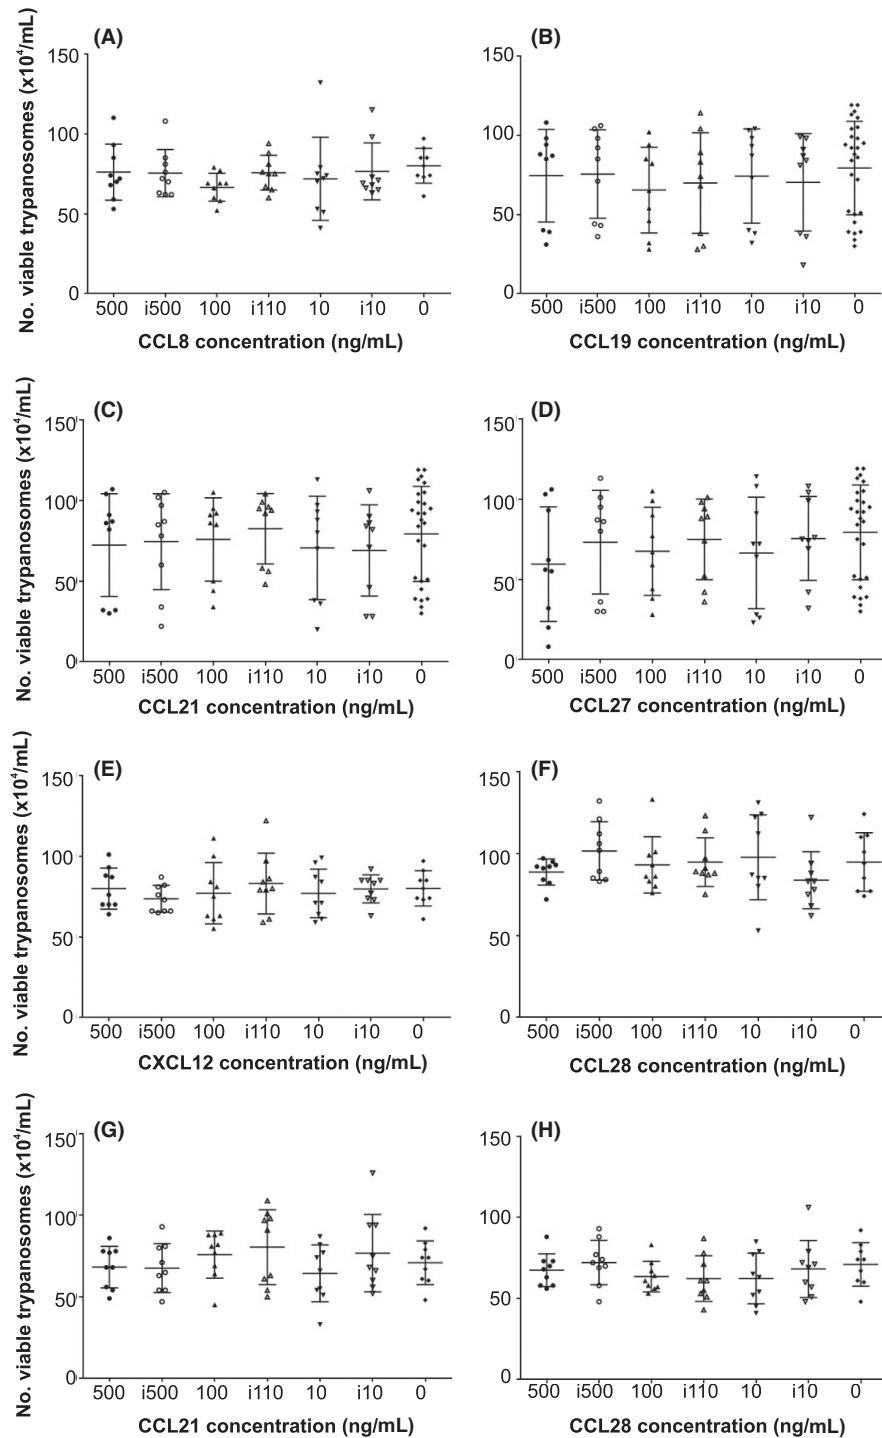 (A)
No. viable trypanosomes (x10⁴/mL)
150
100
50
0
500 i500 100 i110 10 i10 0
CCL8 concentration (ng/mL)
(B)
150
100
50
0
500 i500 100 i110 10 i10 0
CCL19 concentration (ng/mL)
(C)
No. viable trypanosomes (x10⁴/mL)
150
100
50
0
500 i500 100 i110 10 i10 0
CCL21 concentration (ng/mL)
(D)
150
100
50
0
500 i500 100 i110 10 i10 0
CCL27 concentration (ng/mL)
(E)
No. viable trypanosomes (x10⁴/mL)
150
100
50
0
500 i500 100 i110 10 i10 0
CXCL12 concentration (ng/mL)
(F)
150
100
50
0
500 i500 100 i110 10 i10 0
CCL28 concentration (ng/mL)
(G)
No. viable trypanosomes (x10⁴/mL)
150
100
50
0
500 i500 100 i110 10 i10 0
CCL21 concentration (ng/mL)
(H)
150
100
50
0
500 i500 100 i110 10 i10 0
CCL28 concentration (ng/mL)